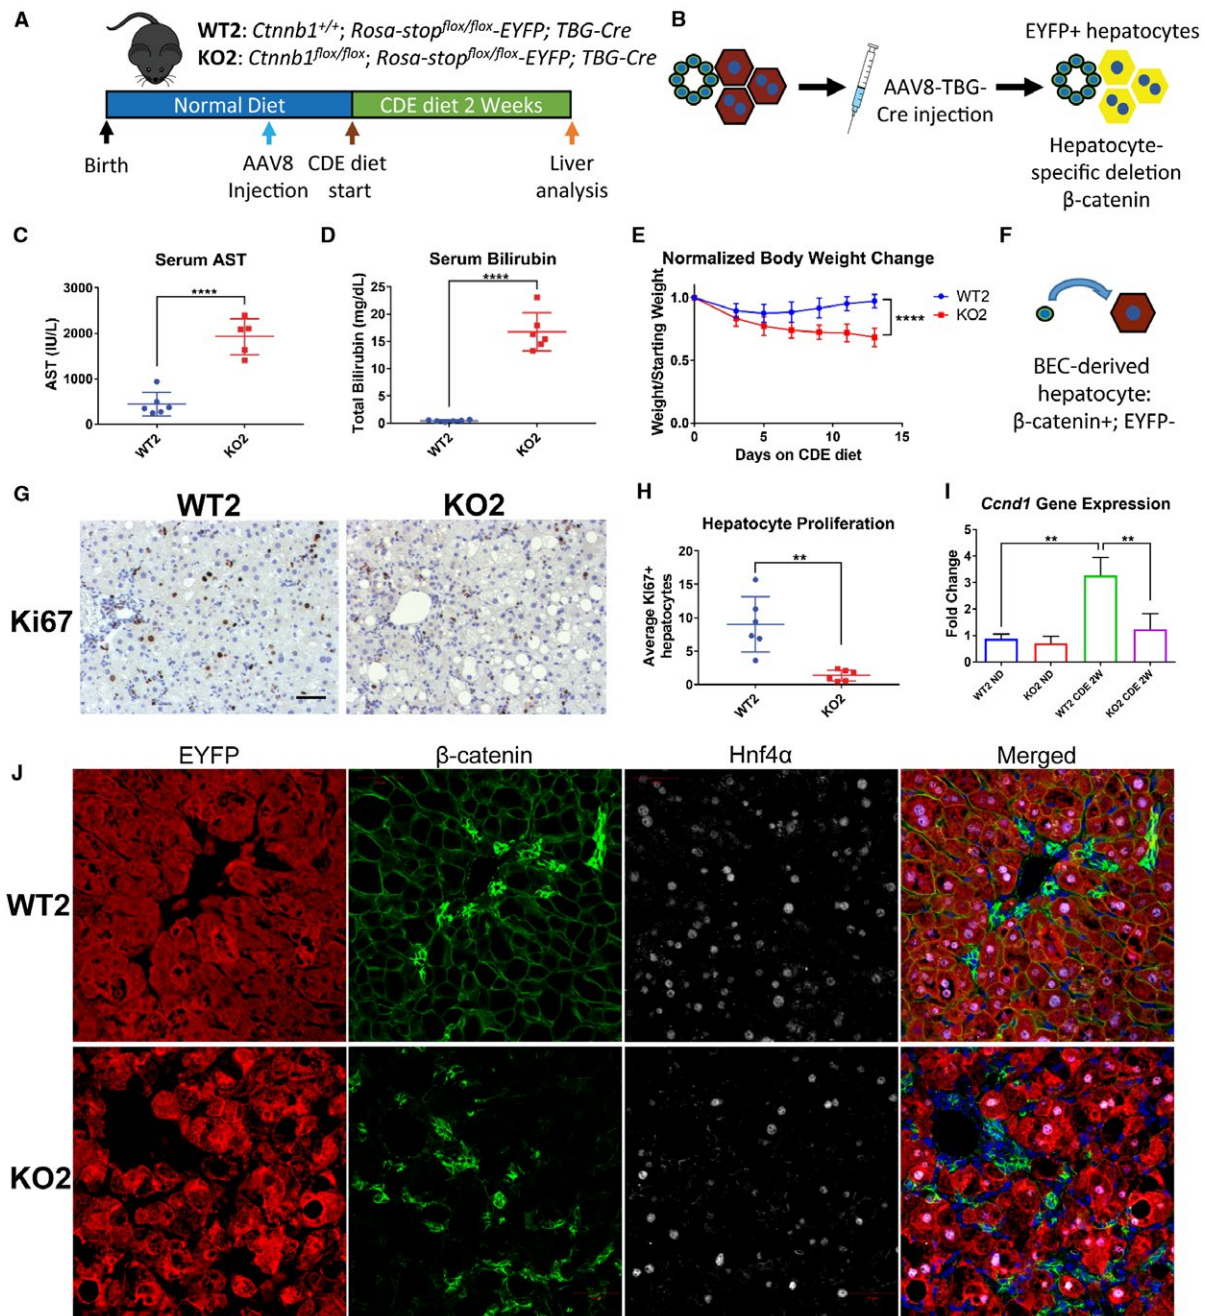 A
WT2: Ctnnb1+/+; Rosa-stopflox/flox-EYFP; TBG-Cre
KO2: Ctnnb1flox/flox; Rosa-stopflox/flox-EYFP; TBG-Cre
Normal Diet
CDE diet 2 Weeks
Birth
AAV8
Injection
CDE diet
start
Liver
analysis
B
AAV8-TBG-
Cre injection
EYFP+ hepatocytes
Hepatocyte-
specific deletion
β-catenin
C
Serum AST
****
AST (IU/L)
3000
2000
1000
0
WT2
KO2
D
Serum Bilirubin
****
Total Bilirubin (mg/dL)
25
20
15
10
5
0
WT2
KO2
E
Normalized Body Weight Change
Weight/Starting Weight
1.0
0.5
0.0
0
5
10
15
Days on CDE diet
****
WT2
KO2
F
BEC-derived
hepatocyte:
β-catenin+; EYFP-
G
WT2
KO2
Ki67
H
Hepatocyte Proliferation
**
Average Ki67+
hepatocytes
20
15
10
5
0
WT2
KO2
I
Ccnd1 Gene Expression
**
**
Fold Change
5
4
3
2
1
0
WT2 ND
KO2 ND
WT2 CDE 2W
KO2 CDE 2W
J
EYFP
β-catenin
Hnf4α
Merged
WT2
KO2